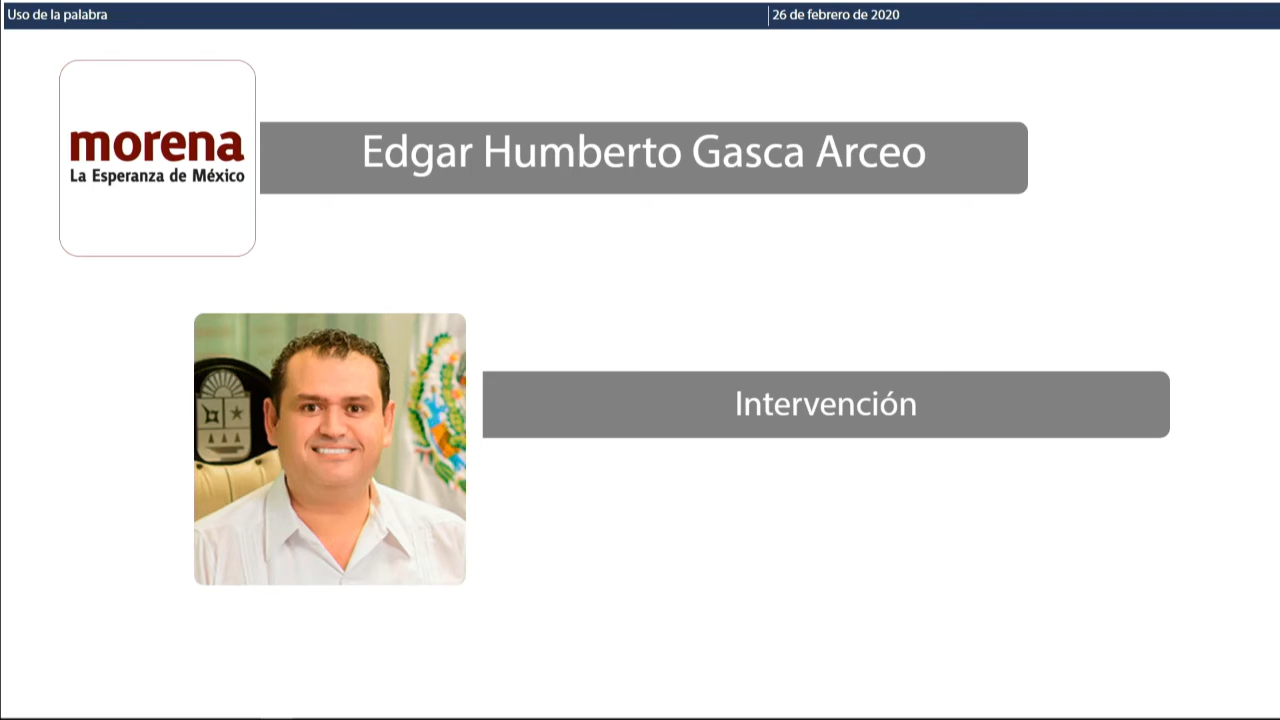 Uso de la palabra
26 de febrero de 2020
morena
La Esperanza de México
Edgar Humberto Gasca Arceo
Intervención